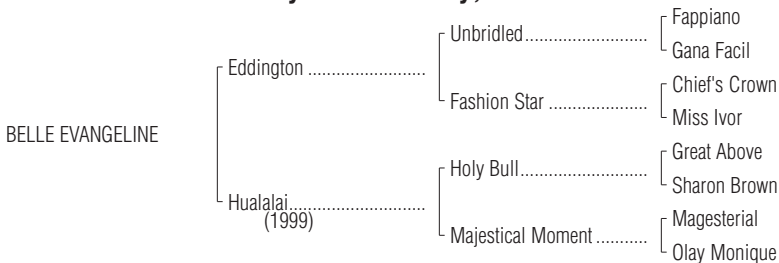 Fappiano
Unbridled
Gana Facil
Eddington
Chief's Crown
Fashion Star
Miss Ivor
BELLE EVANGELINE
Great Above
Holy Bull
Sharon Brown
Hualalai
(1999)
Magesterial
Majestical Moment
Olay Monique